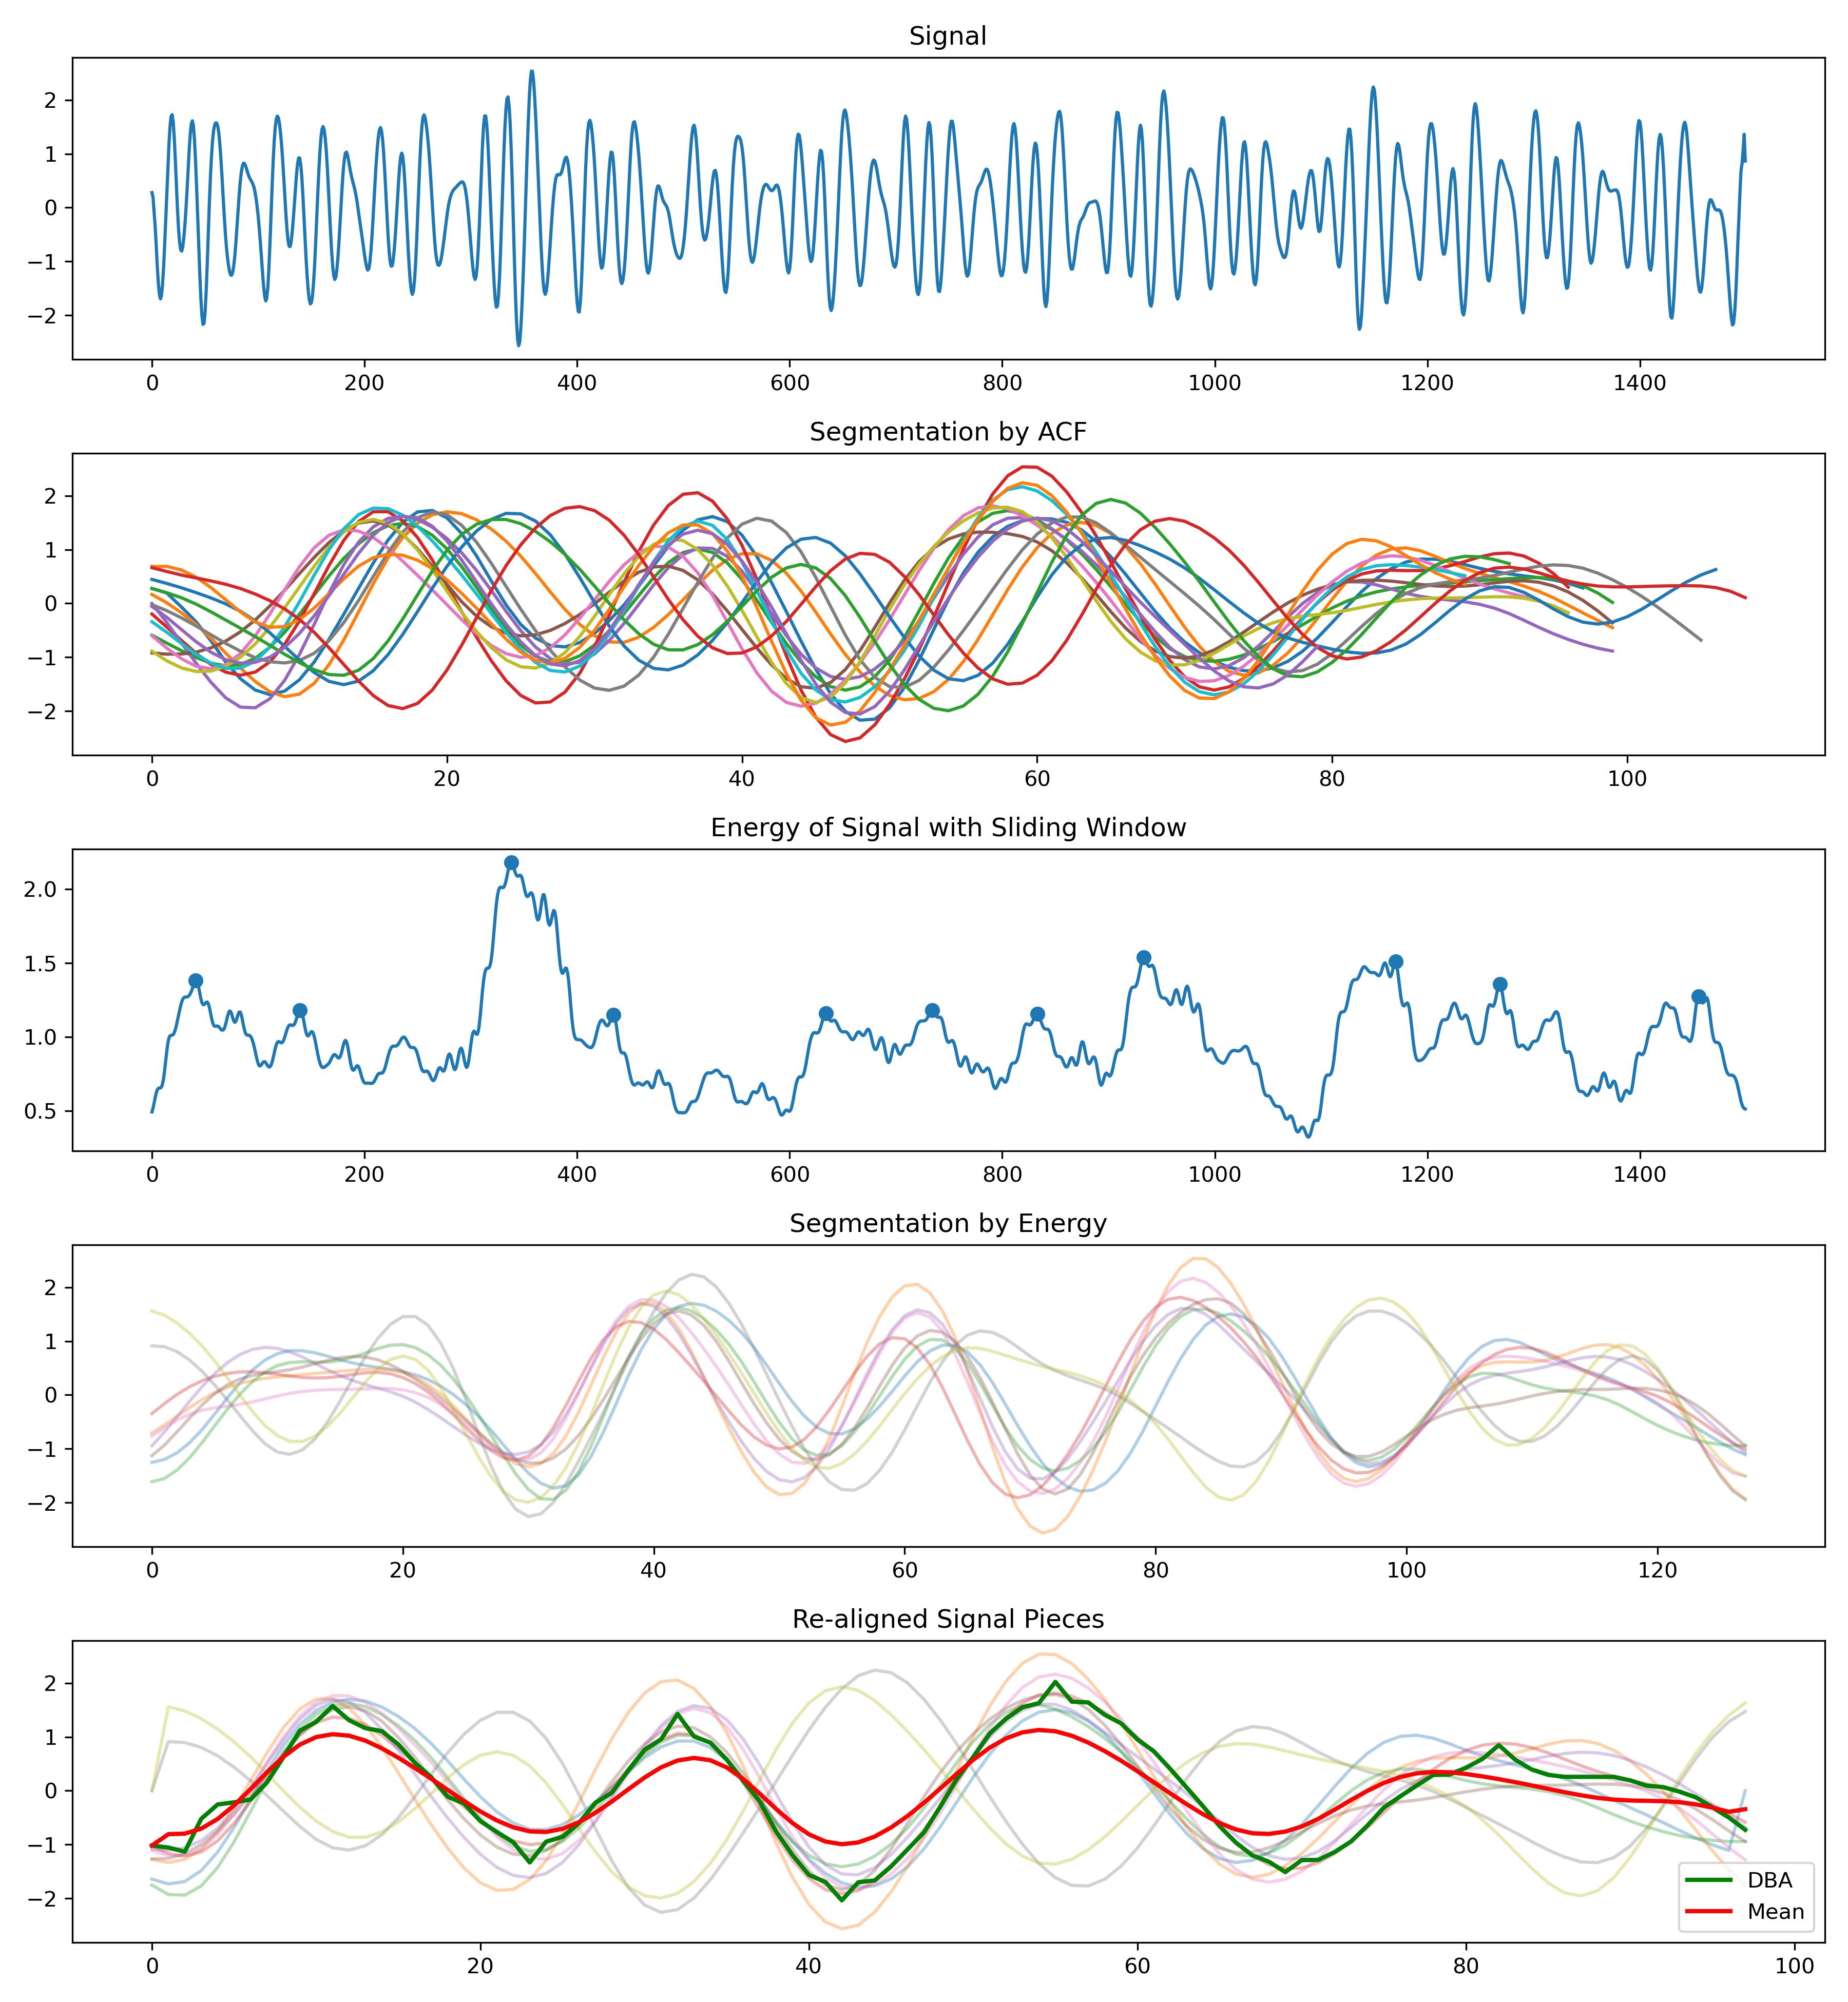 Signal
2
1
0
−1
−2
0 200 400 600 800 1000 1200 1400
Segmentation by ACF
2
1
0
−1
−2
0 20 40 60 80 100
Energy of Signal with Sliding Window
2.0
1.5
1.0
0.5
0 200 400 600 800 1000 1200 1400
Segmentation by Energy
2
1
0
−1
−2
0 20 40 60 80 100 120
Re-aligned Signal Pieces
2
1
0
−1
−2
DBA
Mean
0 20 40 60 80 100